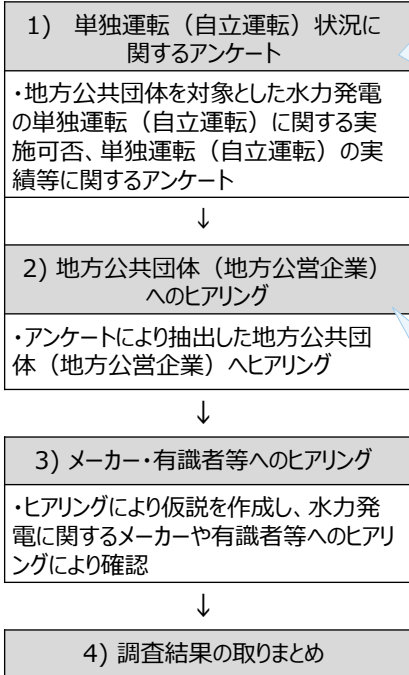 1) 単独運転（自立運転）状況に
関するアンケート
・地方公共団体を対象とした水力発電
の単独運転（自立運転）に関する実
施可否、単独運転（自立運転）の実
績等に関するアンケート
↓
2) 地方公共団体（地方公営企業）
へのヒアリング
・アンケートにより抽出した地方公共団
体（地方公営企業）へヒアリング
↓
3) メーカー・有識者等へのヒアリング
・ヒアリングにより仮説を作成し、水力発
電に関するメーカーや有識者等へのヒアリ
ングにより確認
↓
4) 調査結果の取りまとめ